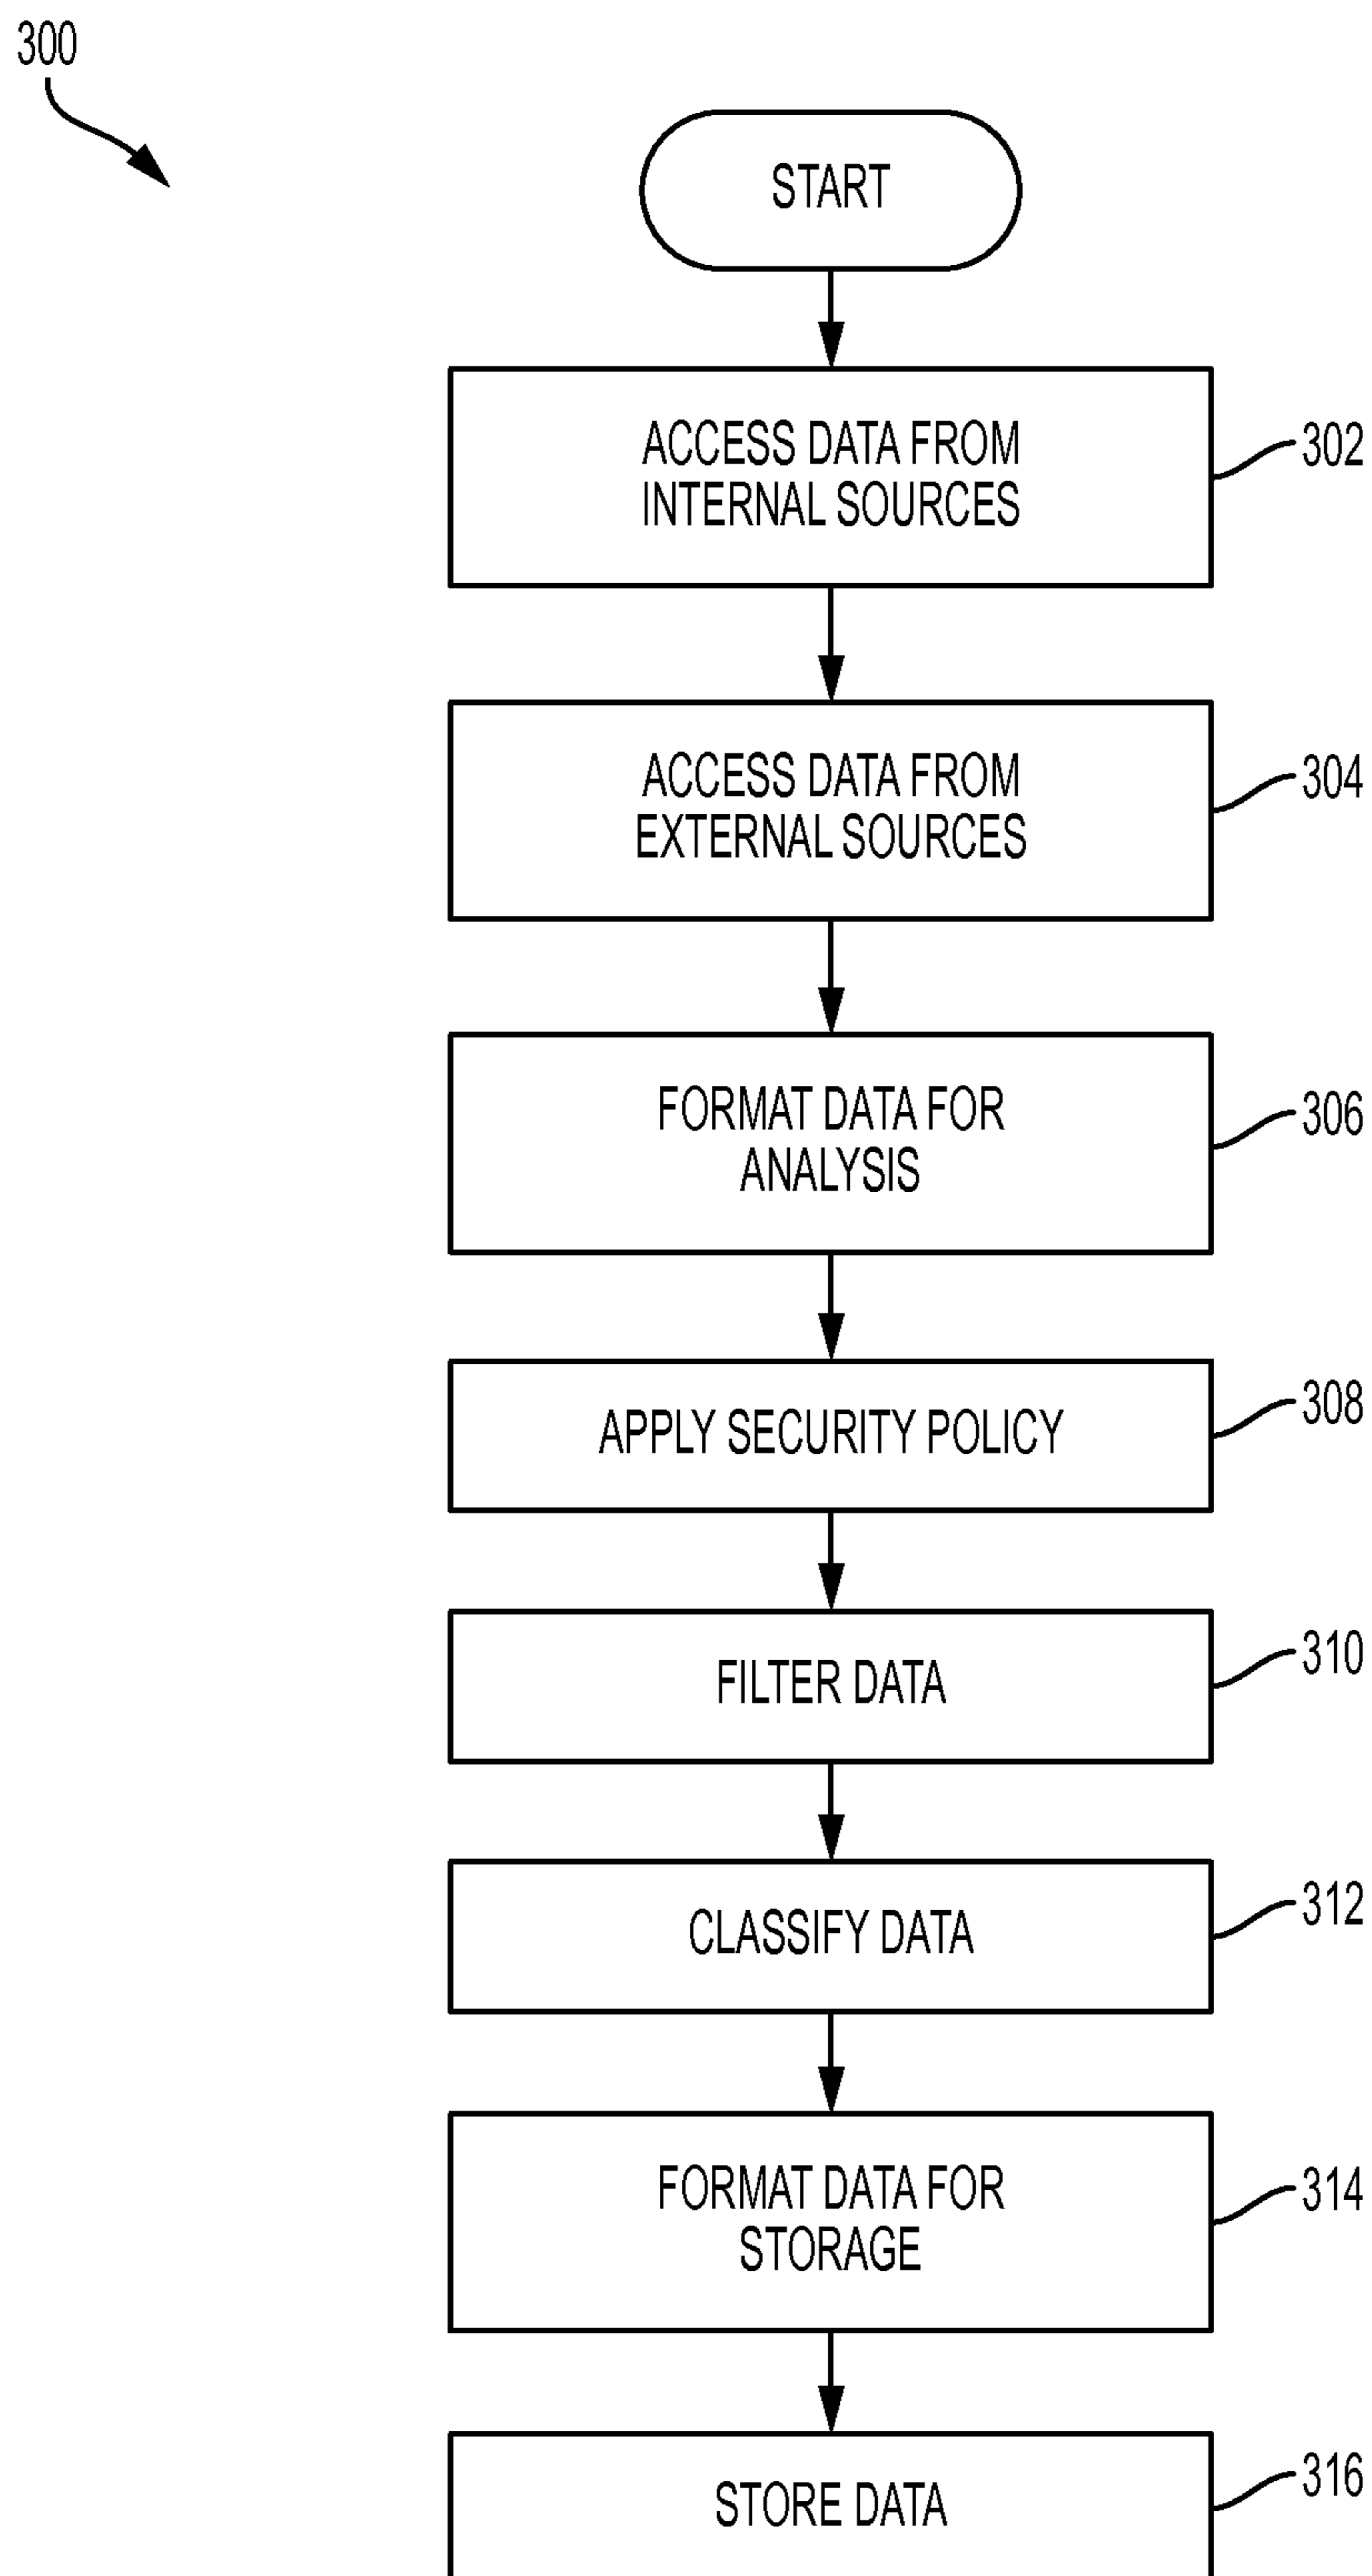 300
START
ACCESS DATA FROM
INTERNAL SOURCES
302
ACCESS DATA FROM
EXTERNAL SOURCES
304
FORMAT DATA FOR
ANALYSIS
306
APPLY SECURITY POLICY
308
FILTER DATA
310
CLASSIFY DATA
312
FORMAT DATA FOR
STORAGE
314
STORE DATA
316